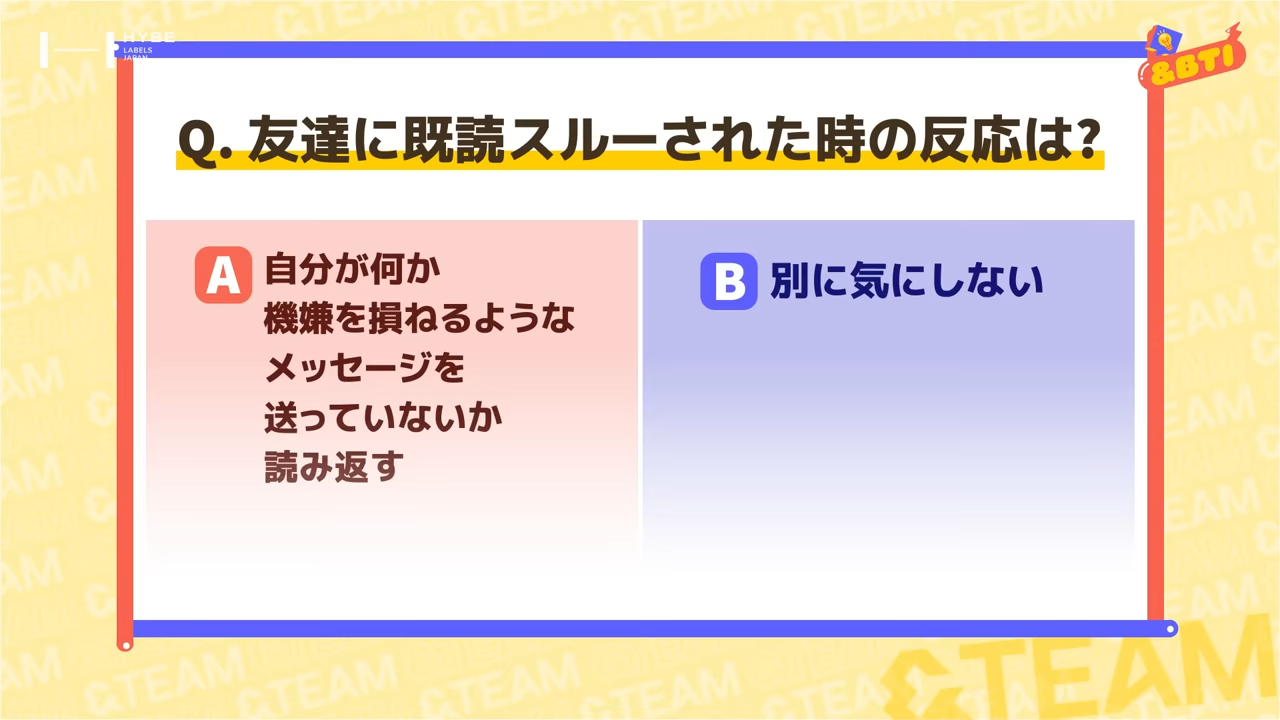 HYBE
LABELS
JAPAN
&BTI
Q. 友達に既読スルーされた時の反応は?
A 自分が何か
機嫌を損ねるような
メッセージを
送っていないか
読み返す
B 別に気にしない
&TEAM